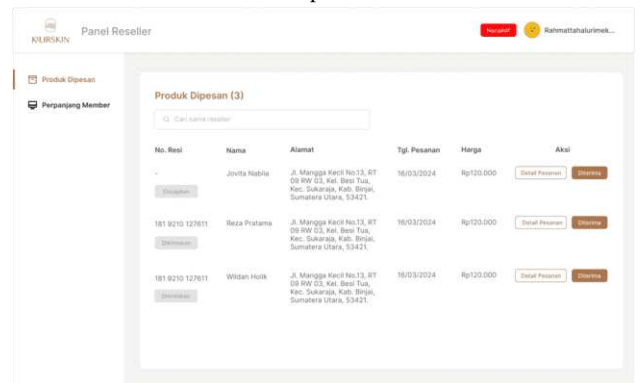 KLIRSKIN
Panel Reseller
Rahmattahalurimek...
Produk Dipesan
Perpanjang Member
Produk Dipesan (3)
Cari nama reseller
No. Resi Nama Alamat Tgl. Pesanan Harga Aksi
- Jovita Nabila Jl. Mangga Kecil No.13, RT 16/03/2024 Rp120.000 Detail Pesanan Diterima
09 RW 03, Kel. Besi Tua,
Disiapkan Kec. Sukaraja, Kab. Binjai,
Sumatera Utara, 53421.
181 9210 127611 Reza Pratama Jl. Mangga Kecil No.13, RT 16/03/2024 Rp120.000 Detail Pesanan Diterima
09 RW 03, Kel. Besi Tua,
Dikirimkan Kec. Sukaraja, Kab. Binjai,
Sumatera Utara, 53421.
181 9210 127611 Wildan Holik Jl. Mangga Kecil No.13, RT 16/03/2024 Rp120.000 Detail Pesanan Diterima
09 RW 03, Kel. Besi Tua,
Dikirimkan Kec. Sukaraja, Kab. Binjai,
Sumatera Utara, 53421.